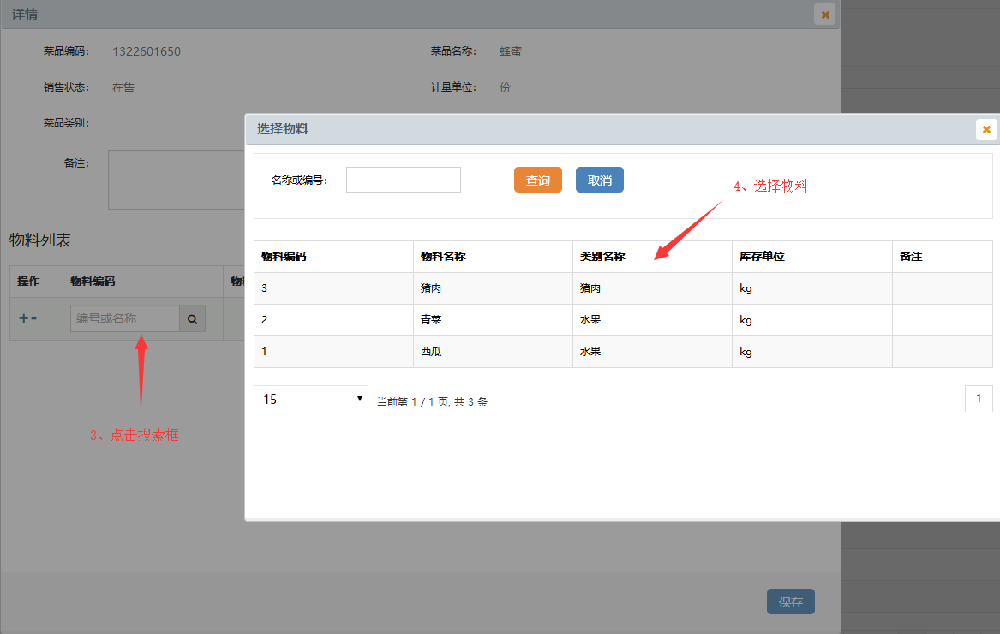 详情
菜品编码： 1322601650 菜品名称： 蜂蜜
销售状态： 在售 计量单位： 份
菜品类别：
备注：
选择物料
名称或编号： 查询 取消
4、选择物料
物料编码 物料名称 类别名称 库存单位 备注
3 猪肉 猪肉 kg
2 青菜 水果 kg
1 西瓜 水果 kg
15 当前第 1 / 1 页, 共 3 条 1
物料列表
操作 物料编码 物
+ - 编号或名称
3、点击搜索框
保存